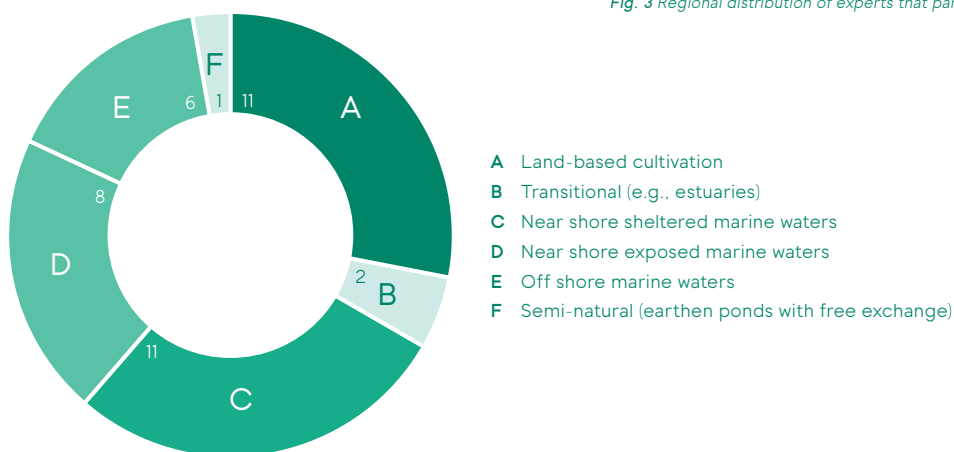 Fig. 3 Regional distribution of experts that
F
E
6
1
11
A
A Land-based cultivation
B Transitional (e.g., estuaries)
8
C Near shore sheltered marine waters
D Near shore exposed marine waters
D
2
B
E Off shore marine waters
F Semi-natural (earthen ponds with free exchange)
11
C